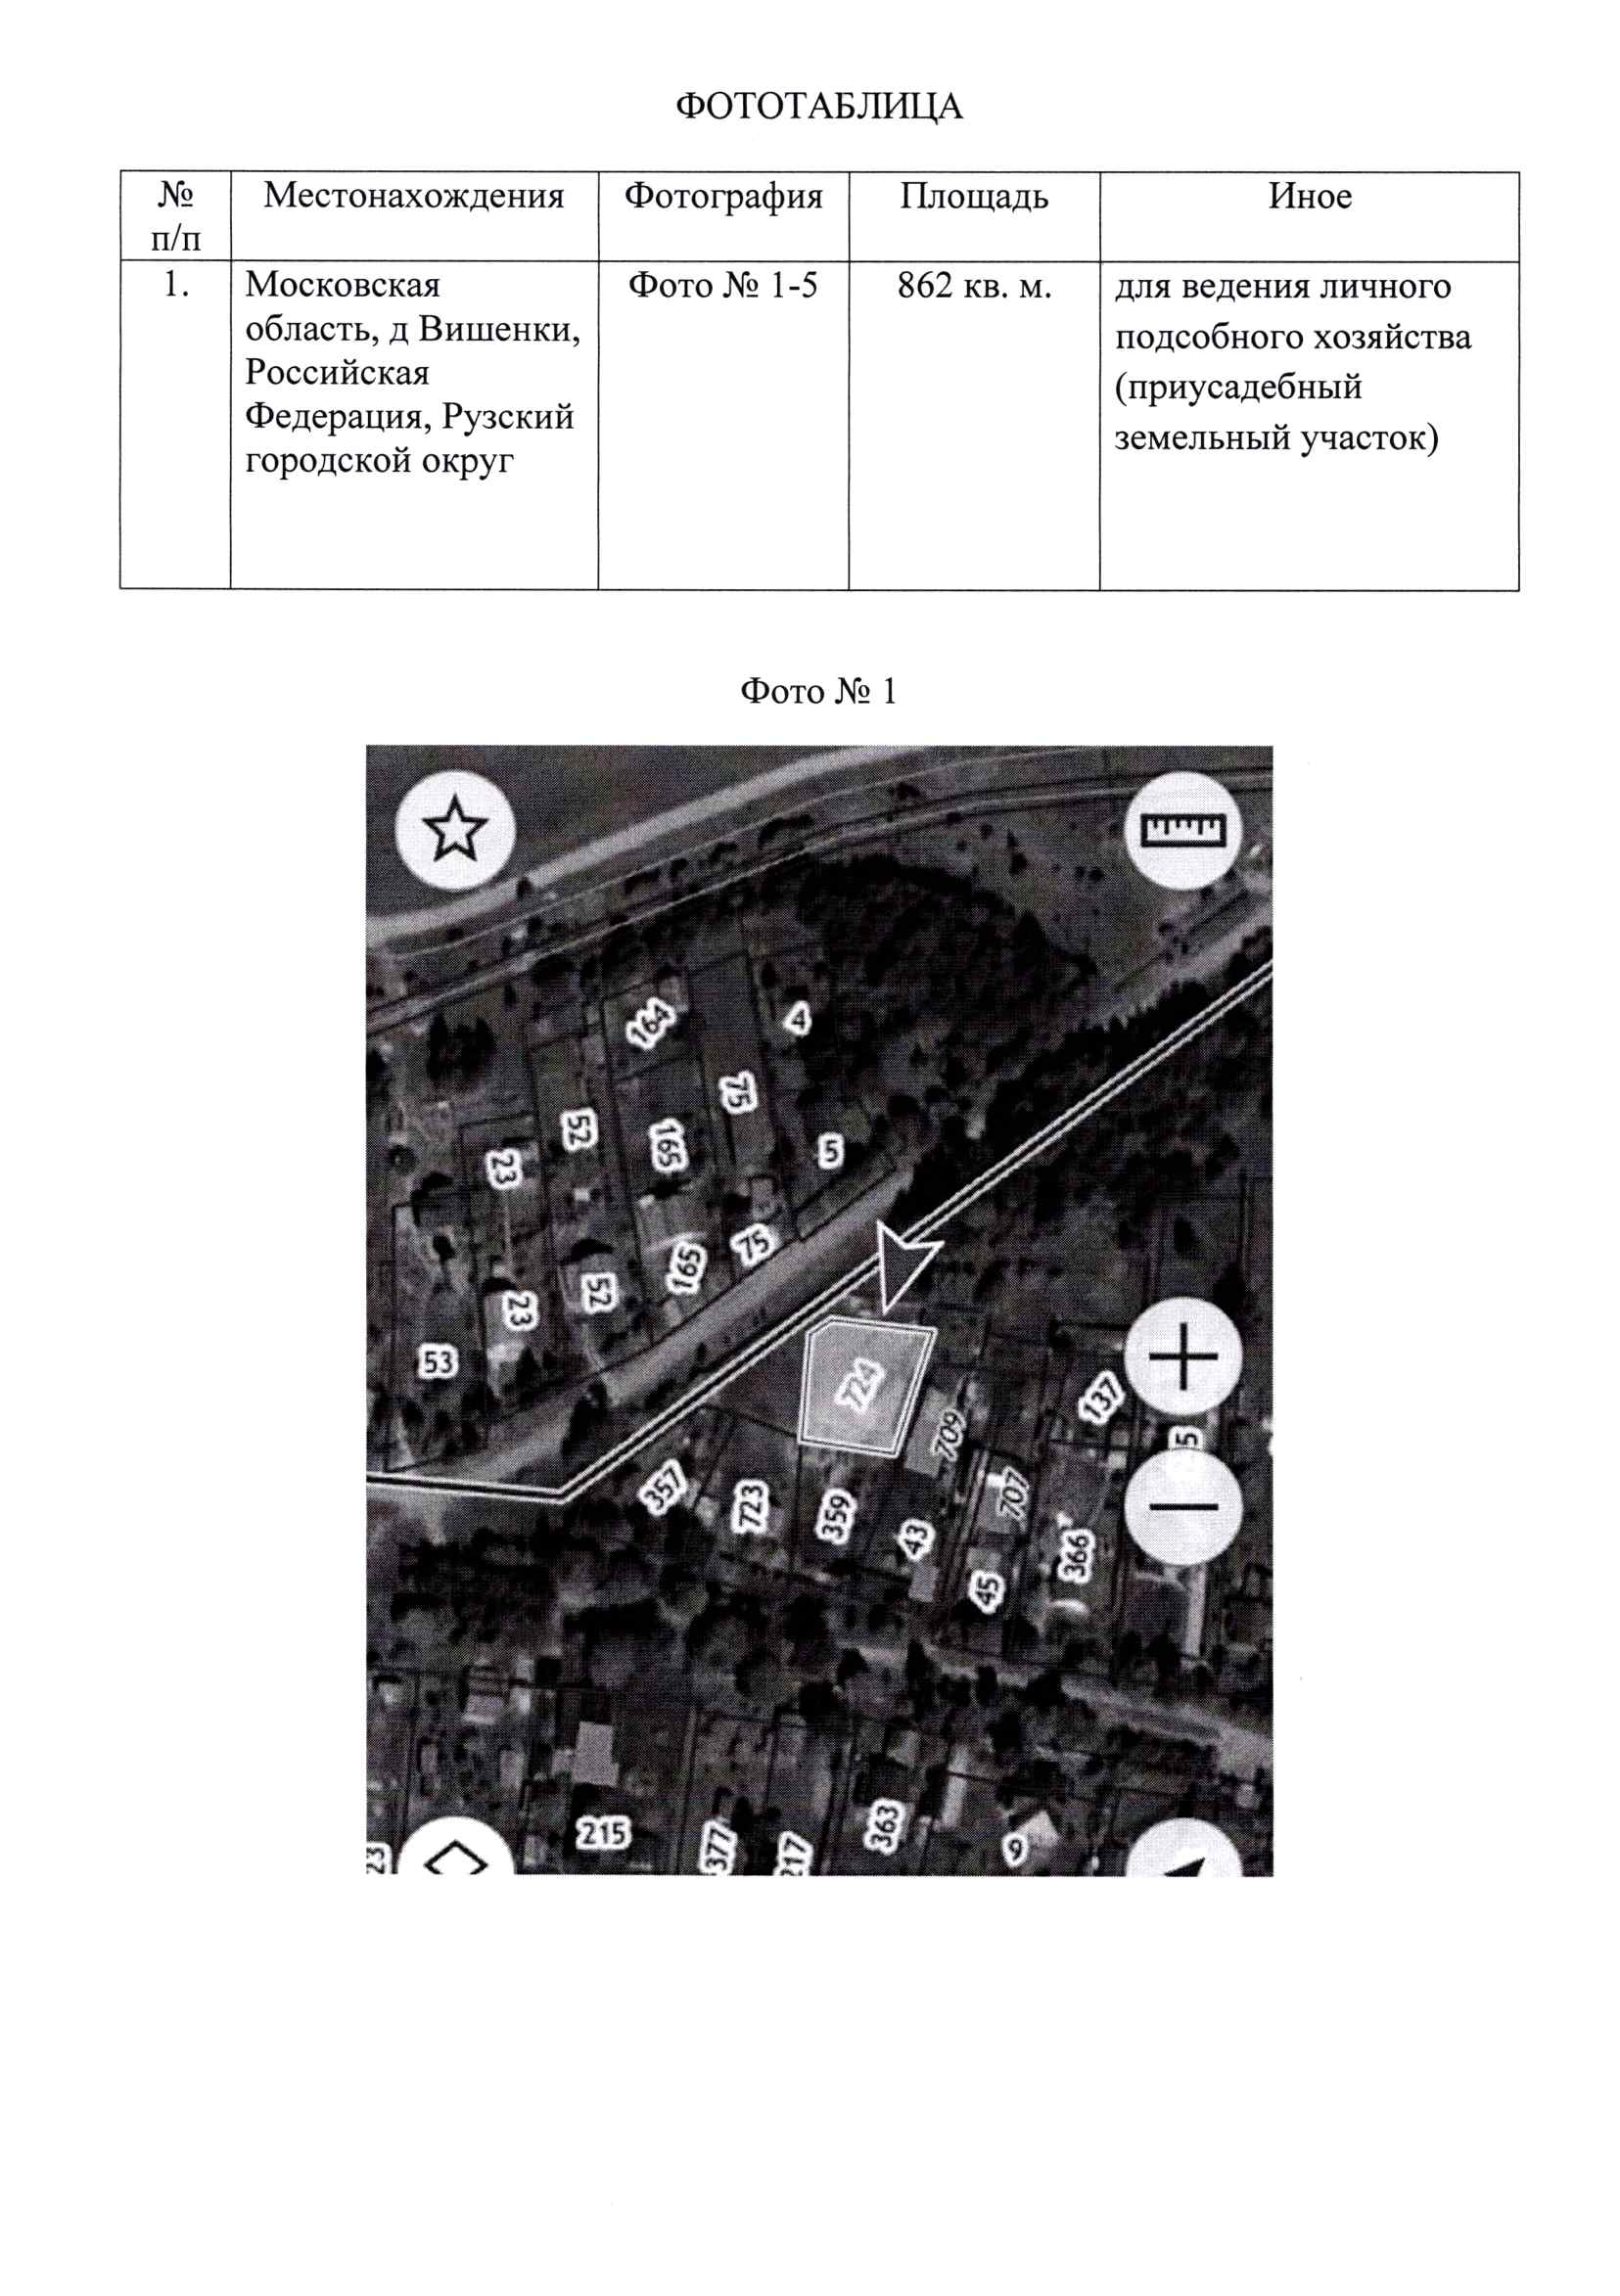 ФОТОТАБЛИЦА
№
п/п
Местонахождения
Фотография
Площадь
Иное
1.
Московская
область, д Вишенки,
Российская
Федерация, Рузский
городской округ
Фото № 1-5
862 кв. м.
для ведения личного
подсобного хозяйства
(приусадебный
земельный участок)
Фото № 1
164
4
75
52
165
5
23
75
165
52
23
53
724
137
709
5
357
723
359
707
43
366
45
215
363
377
217
9
23